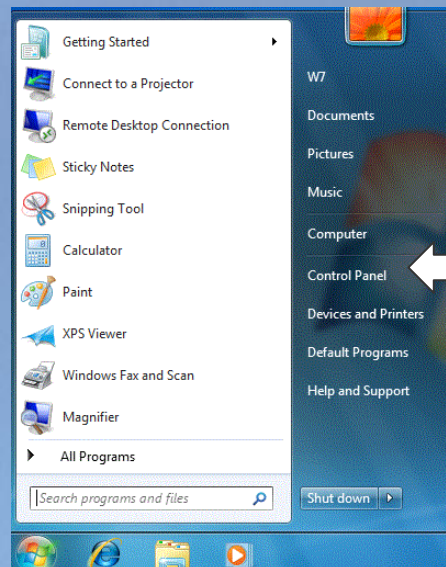 Getting Started
Connect to a Projector
Remote Desktop Connection
Sticky Notes
Snipping Tool
Calculator
Paint
XPS Viewer
Windows Fax and Scan
Magnifier
All Programs
Search programs and files
W7
Documents
Pictures
Music
Computer
Control Panel
Devices and Printers
Default Programs
Help and Support
Shut down